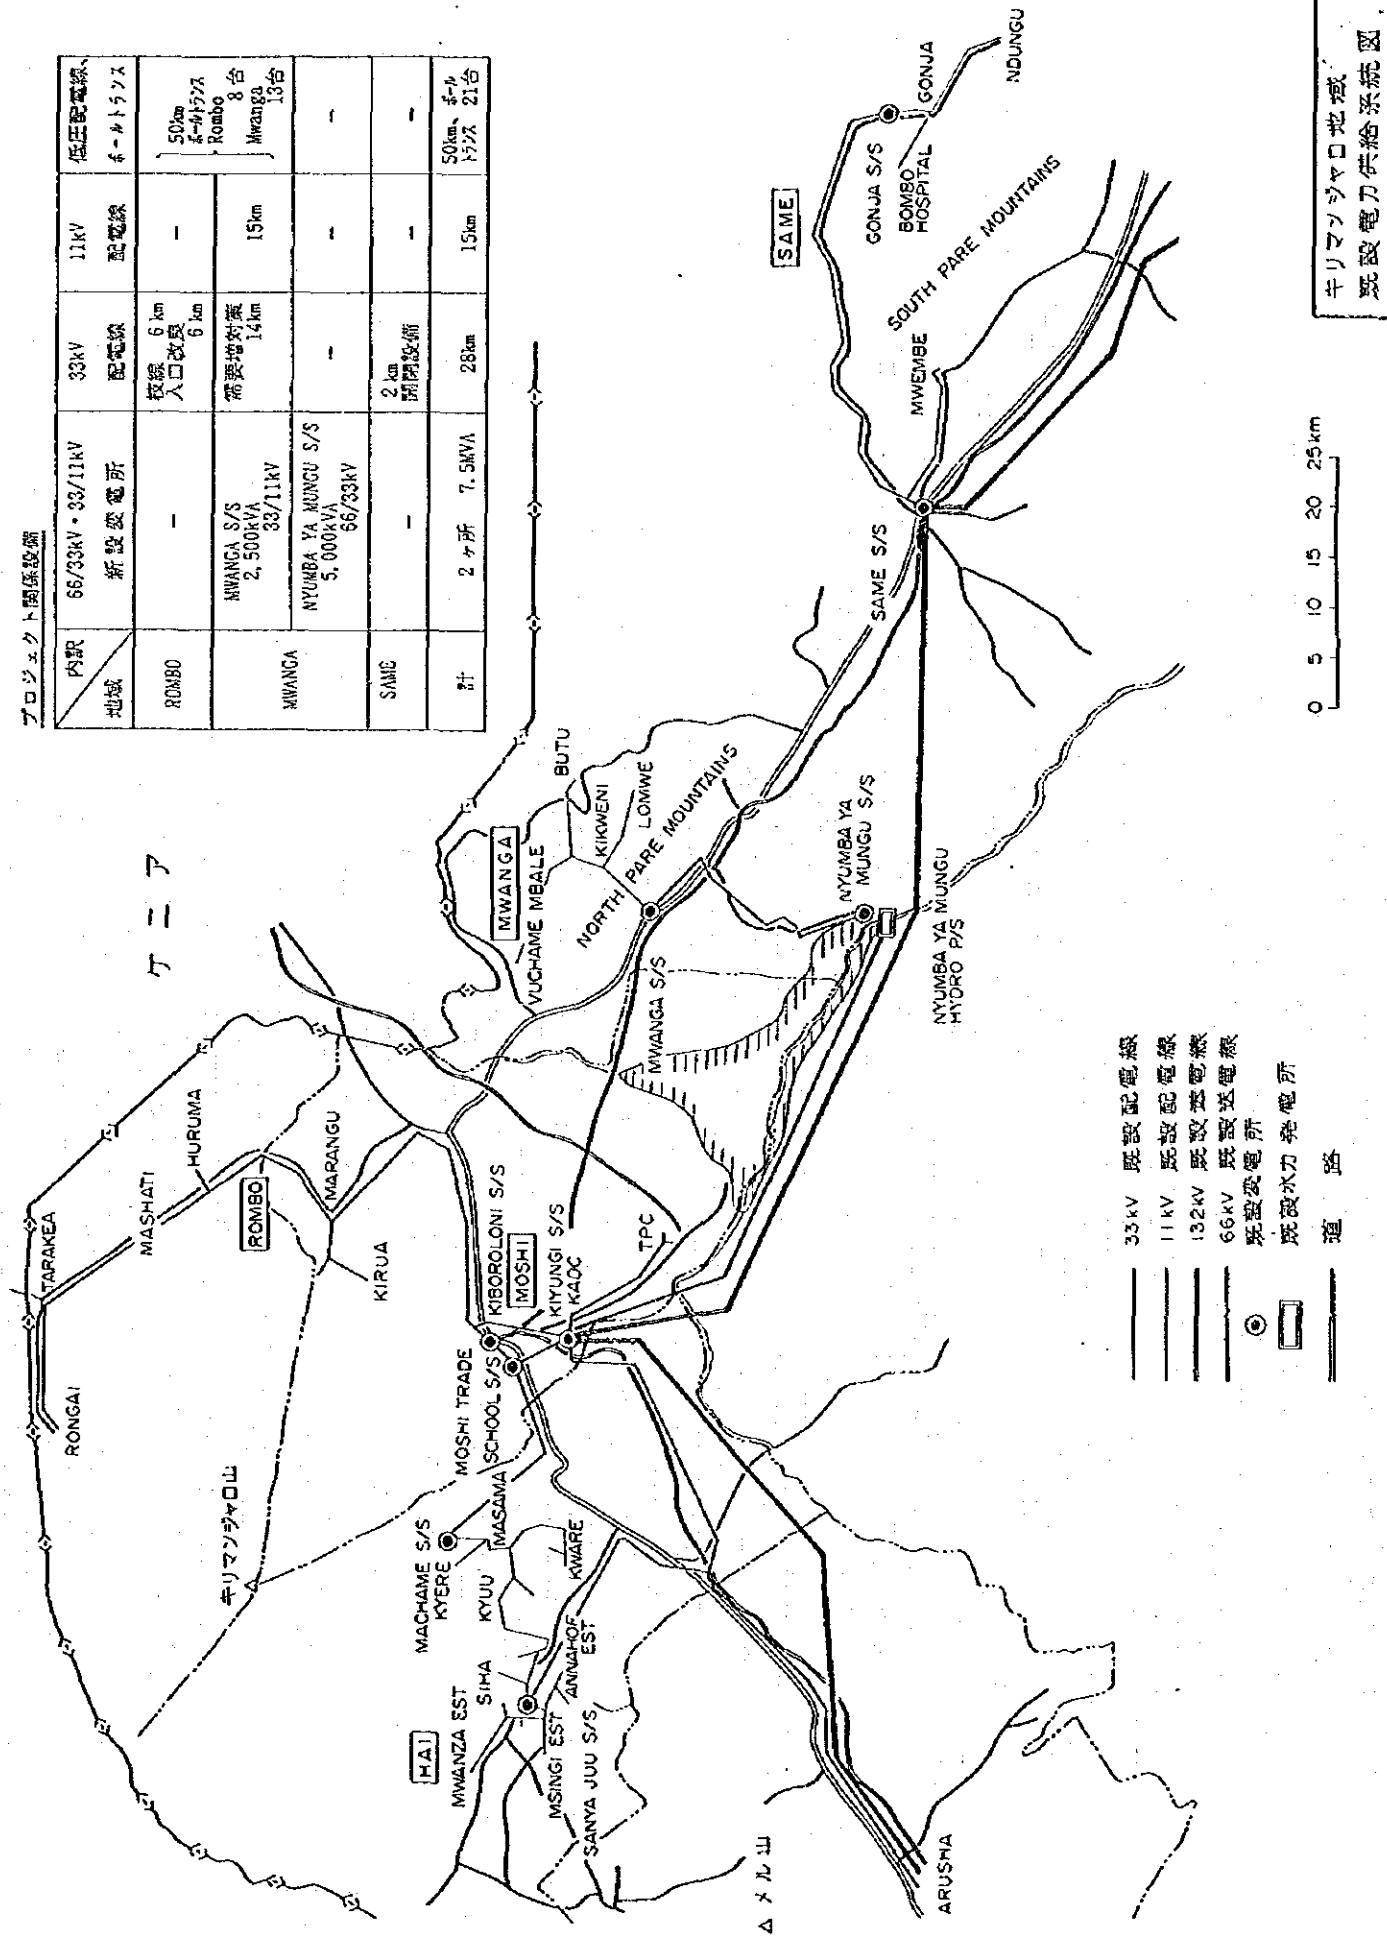 プロジェクト関係設備
内訳
地域
66/33kV・33/11kV
新設変電所
33kV
配電線
11kV
配電線
低圧配電線、
ポールトランス
ROMBO
−
枝線 6km
入口改良
6km
−
50km
ポールトランス
Rombo
8台
Mwanga
13台
MWANGA
MWANGA S/S
2,500kVA
33/11kV
需要増対策
14km
15km
NYUMBA YA MUNGU S/S
5,000kVA
66/33kV
−
−
−
SAME
−
2km
開閉設備
−
−
計
2ヶ所 7.5MVA
28km
15km
50km、ポール
トランス 21台
ケニア
キリマンジャロ山
△メル山
RONGAI
TARAKEA
MASHATI
HURUMA
ROMBO
MARANGU
KIRUA
KIBOROLONI S/S
MOSHI
KIYUNGI S/S
KADC
TPC
MOSHI TRADE
SCHOOL S/S
MACHAME S/S
KYERE
MASAMA
KYUU
KWARE
HAI
MWANZA EST
SIHA
ANNAHOF
EST
MSINGI EST
SANYA JUU S/S
ARUSHA
MWANGA
VUCHAME MBALE
BUTU
KIKWENI
LOMWE
NORTH PARE MOUNTAINS
MWANGA S/S
NYUMBA YA
MUNGU S/S
NYUMBA YA MUNGU
HYDRO P/S
SAME S/S
SAME
MWEMBE
SOUTH PARE MOUNTAINS
GONJA S/S
BOMBO
HOSPITAL
GONJA
NDUNGU
33kV 既設配電線
11kV 既設配電線
132kV 既設送電線
66kV 既設送電線
既設変電所
既設水力発電所
道路
0 5 10 15 20 25km
キリマンジャロ地域
既設電力供給系統図